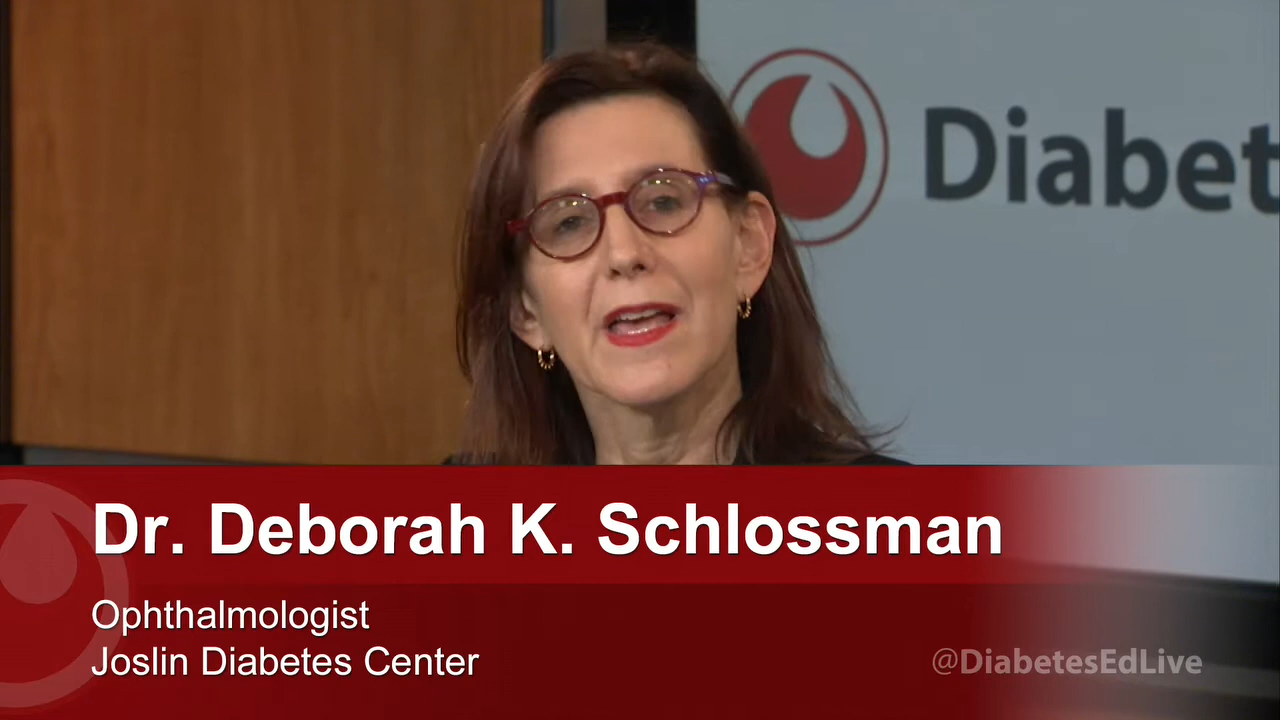 Diabet
Dr. Deborah K. Schlossman
Ophthalmologist
Joslin Diabetes Center
@DiabetesEdLive